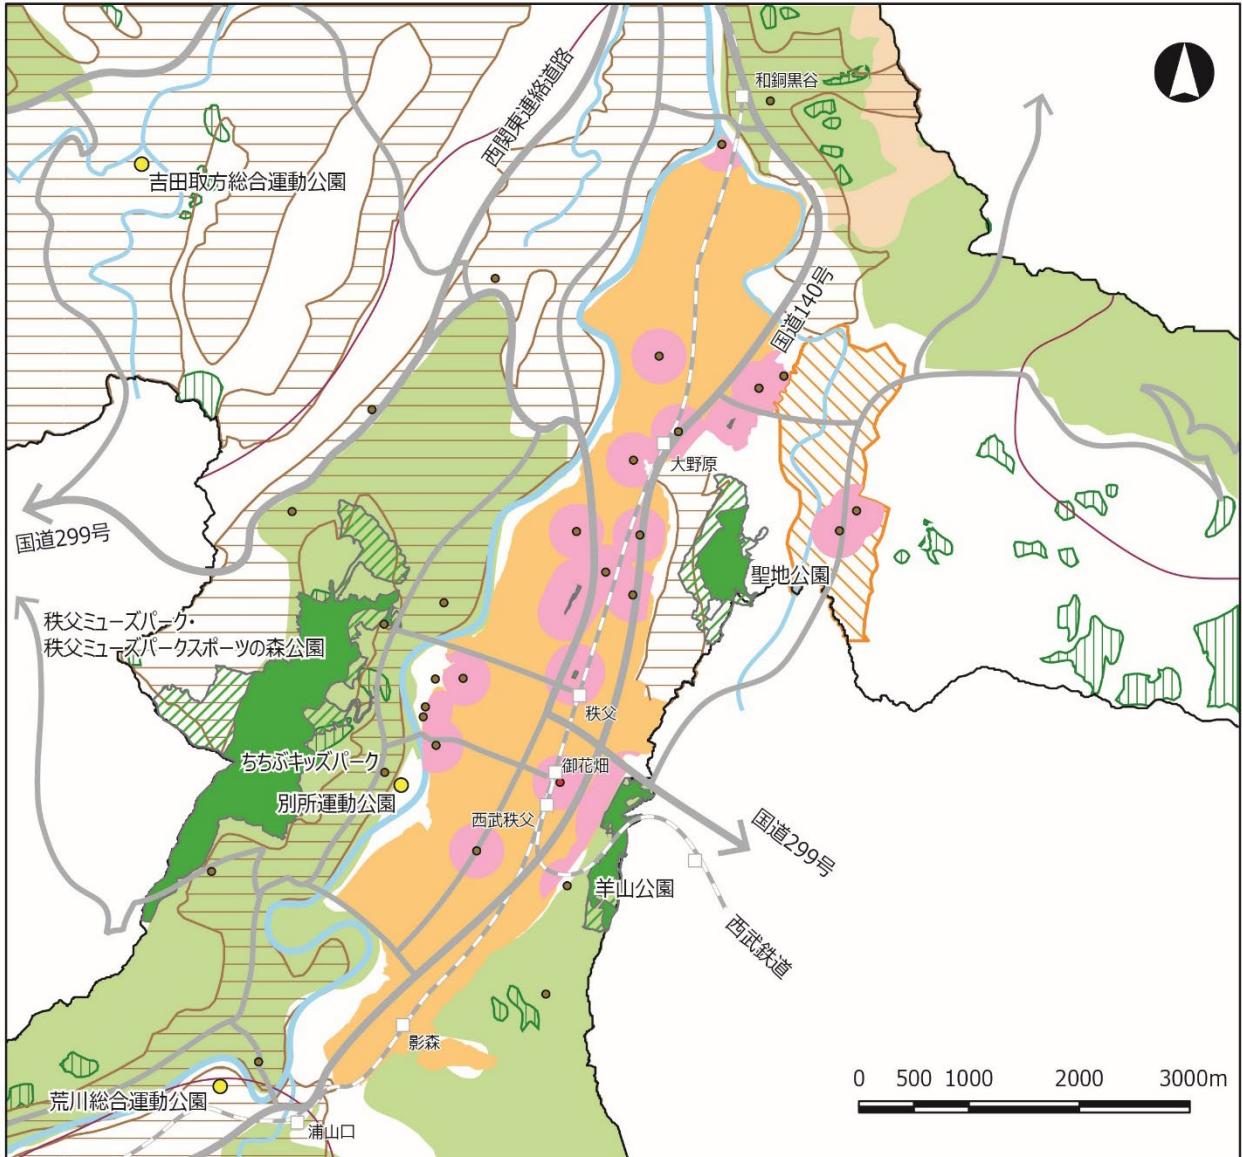 和銅黒谷
西関東連絡道路
吉田取方総合運動公園
国道140号
大野原
国道299号
聖地公園
秩父ミューズパーク・
秩父ミューズパークスポーツの森公園
秩父
ちちぶキッズパーク
御花畑
別所運動公園
西武秩父
国道299号
羊山公園
西武鉄道
影森
0 500 1000 2000 3000m
荒川総合運動公園
浦山口